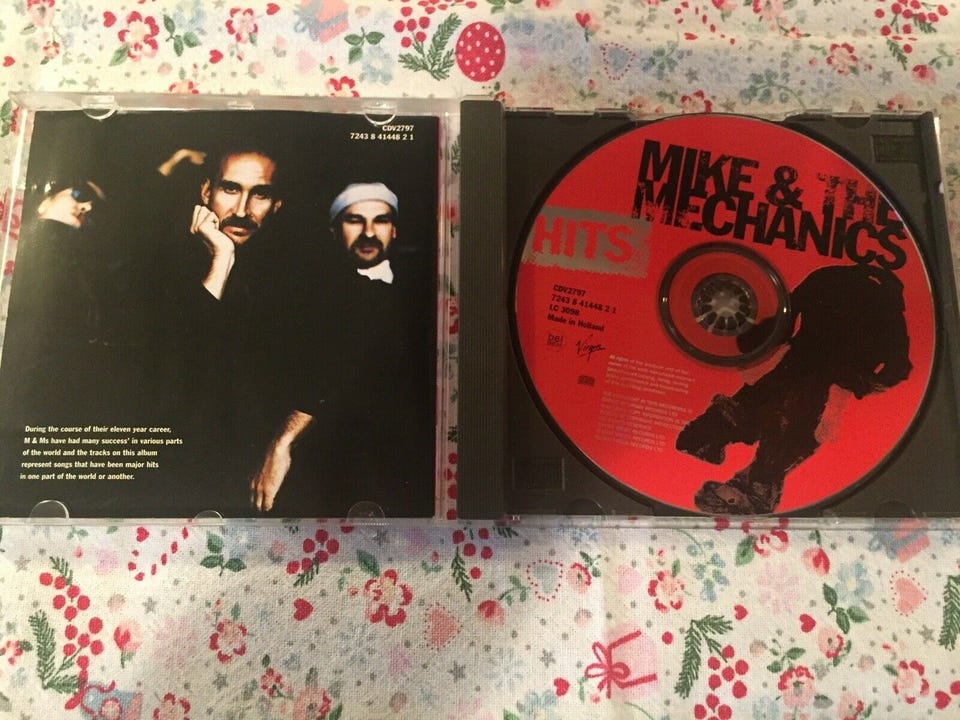 CDV2797
7243 8 41448 2 1
During the course of their eleven year career,
M & Ms have had many success' in various parts
of the world and the tracks on this album
represent songs that have been major hits
in one part of the world or another.
MIKE & THE
MECHANICS
HITS
CDV2797
7243 8 41448 2 1
LC 3098
Made in Holland
Virgin